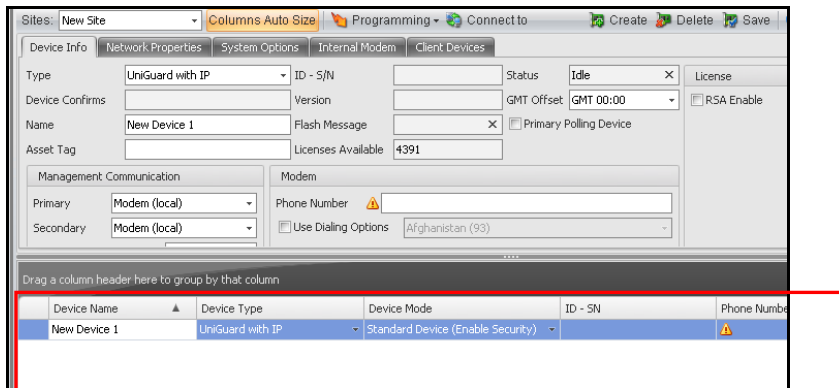 Sites: New Site Columns Auto Size Programming Connect to Create Delete Save
Device Info Network Properties System Options Internal Modem Client Devices
Type UniGuard with IP ID - S/N Status Idle License
Device Confirms Version GMT Offset GMT 00:00 RSA Enable
Name New Device 1 Flash Message Primary Polling Device
Asset Tag Licenses Available 4391
Management Communication Modem
Primary Modem (local) Phone Number
Secondary Modem (local) Use Dialing Options Afghanistan (93)
Drag a column header here to group by that column
Device Name Device Type Device Mode ID - SN Phone Numbe
New Device 1 UniGuard with IP Standard Device (Enable Security)